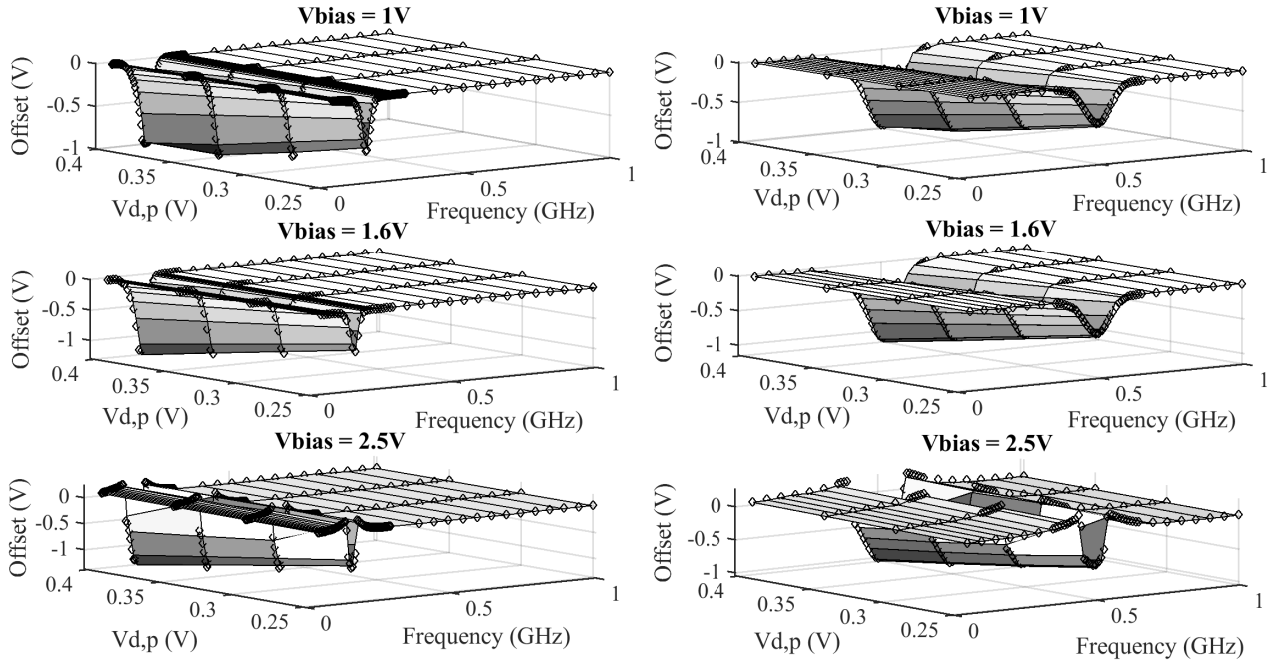 Vbias = 1V
Offset (V)
0
-0.5
-1
0.4
0.35
0.3
0.25
Vd,p (V)
0
0.5
1
Frequency (GHz)
Vbias = 1V
Offset (V)
0
-0.5
-1
0.4
0.35
0.3
0.25
Vd,p (V)
0
0.5
1
Frequency (GHz)
Vbias = 1.6V
Offset (V)
0
-0.5
-1
0.4
0.35
0.3
0.25
Vd,p (V)
0
0.5
1
Frequency (GHz)
Vbias = 1.6V
Offset (V)
0
-0.5
-1
0.4
0.35
0.3
0.25
Vd,p (V)
0
0.5
1
Frequency (GHz)
Vbias = 2.5V
Offset (V)
0
-0.5
-1
0.4
0.35
0.3
0.25
Vd,p (V)
0
0.5
1
Frequency (GHz)
Vbias = 2.5V
Offset (V)
0
-0.5
-1
0.4
0.35
0.3
0.25
Vd,p (V)
0
0.5
1
Frequency (GHz)